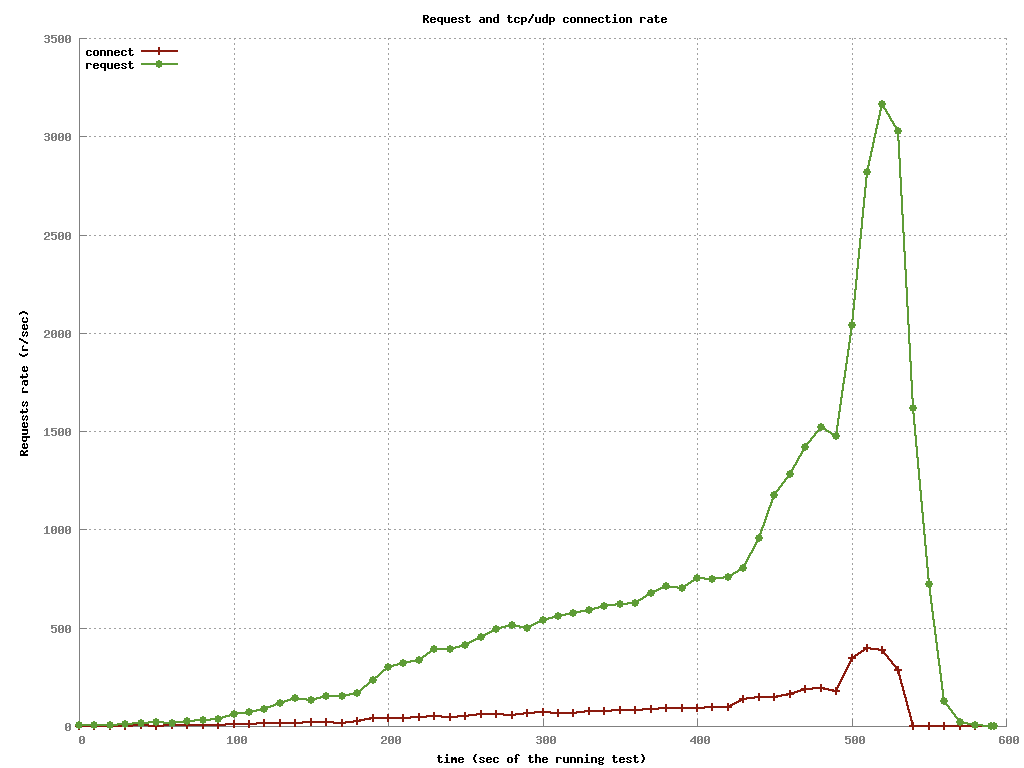 Request and tcp/udp connection rate
3500
connect
request
3000
2500
2000
Requests rate (r/sec)
1500
1000
500
0
0 100 200 300 400 500 600
time (sec of the running test)